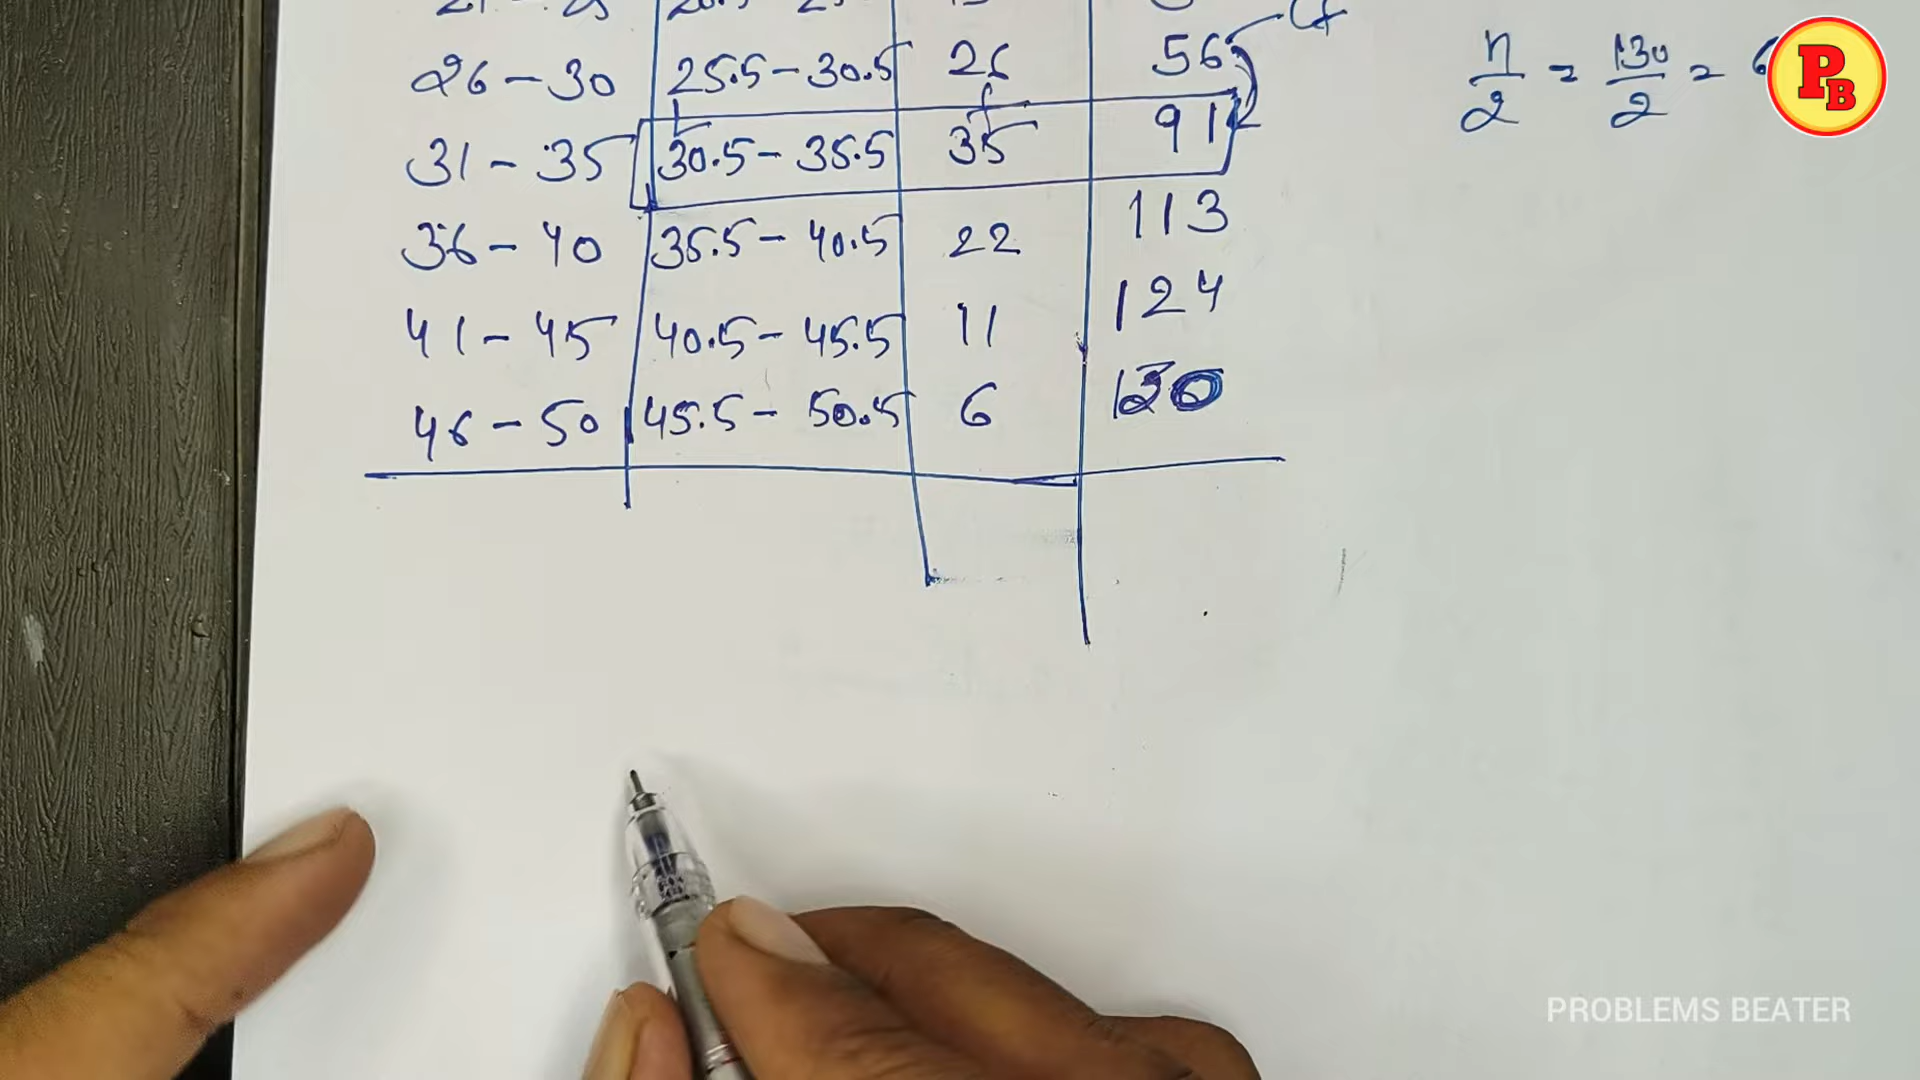 Cf
26 - 30 25.5 - 30.5 26 56
31 - 35 30.5 - 35.5 35 91
36 - 40 35.5 - 40.5 22 113
41 - 45 40.5 - 45.5 11 124
46 - 50 45.5 - 50.5 6 130
n/2 = 130/2 = 6
PB
PROBLEMS BEATER